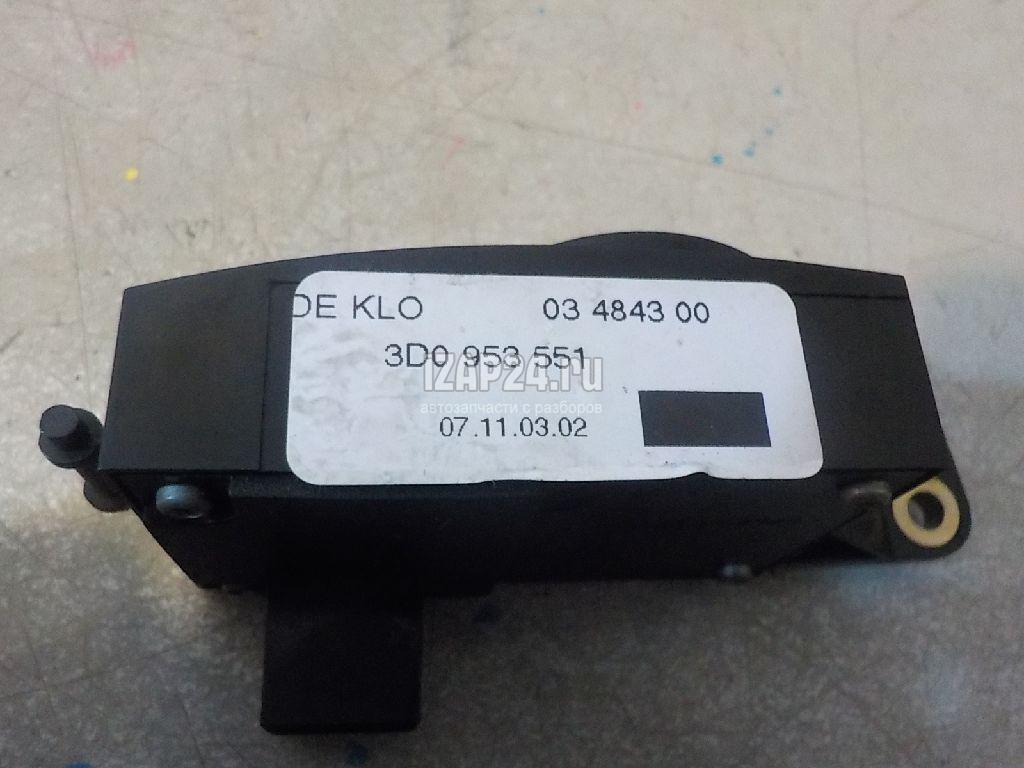 DE KLO 03 4843 00
3D0 953 551
IZAP24.ru
автозапчасти с разборов
07.11.03.02